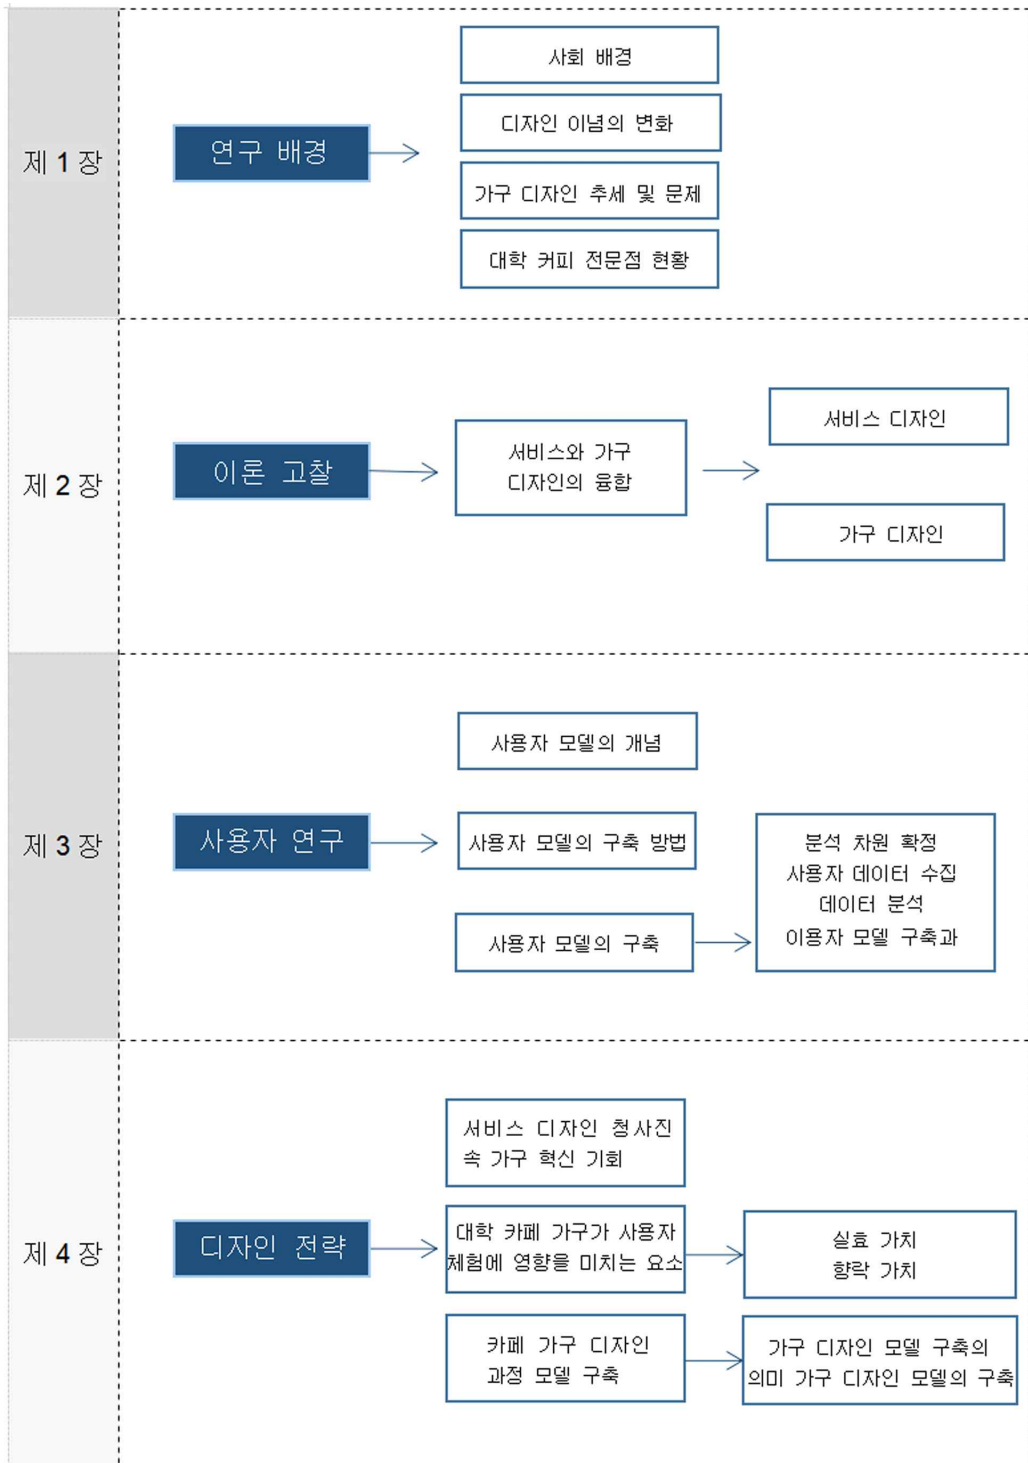 제 1 장
연구 배경
사회 배경
디자인 이념의 변화
가구 디자인 추세 및 문제
대학 커피 전문점 현황
제 2 장
이론 고찰
서비스와 가구
디자인의 융합
서비스 디자인
가구 디자인
제 3 장
사용자 연구
사용자 모델의 개념
사용자 모델의 구축 방법
사용자 모델의 구축
분석 차원 확정
사용자 데이터 수집
데이터 분석
이용자 모델 구축과
제 4 장
디자인 전략
서비스 디자인 청사진
속 가구 혁신 기회
대학 카페 가구가 사용자
체험에 영향을 미치는 요소
실효 가치
향락 가치
카페 가구 디자인
과정 모델 구축
가구 디자인 모델 구축의
의미 가구 디자인 모델의 구축